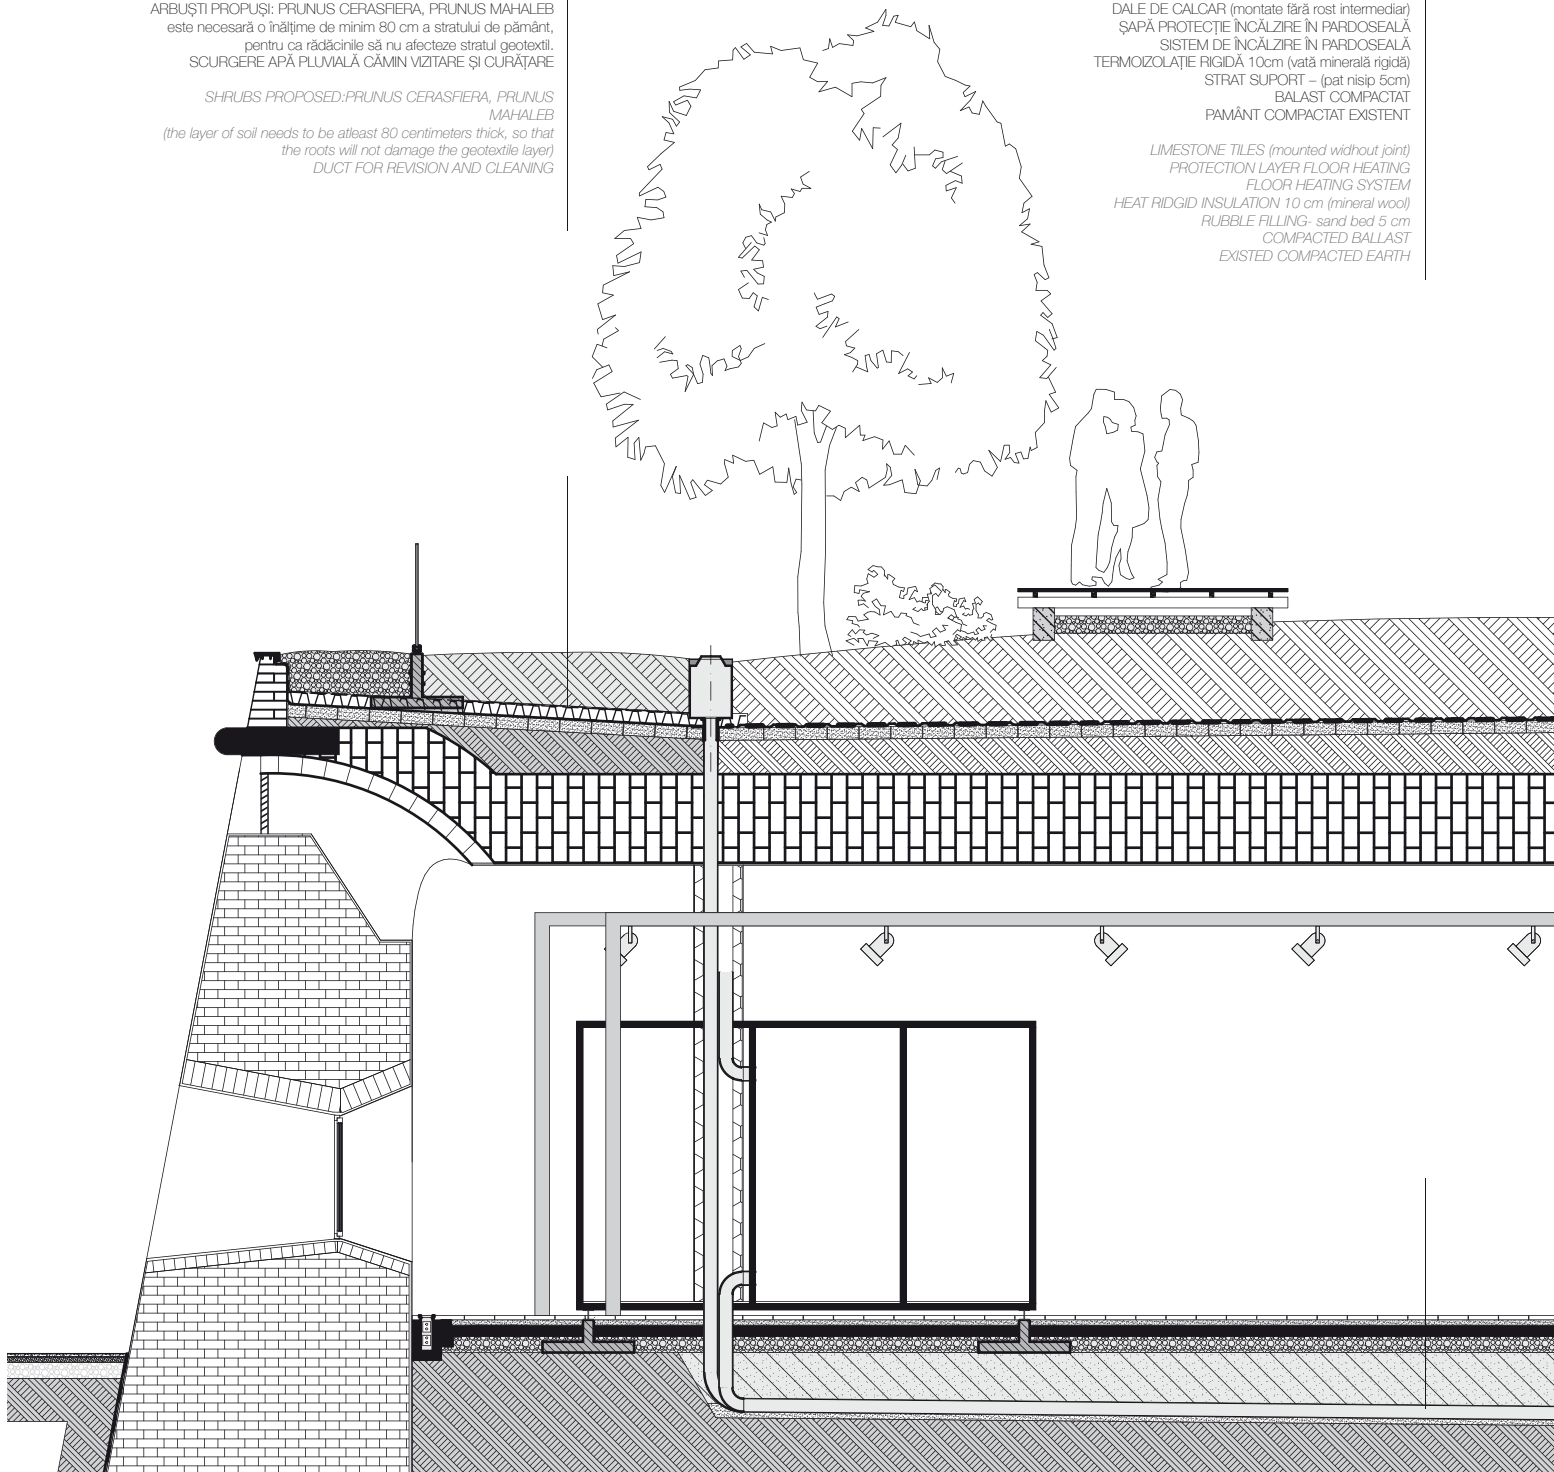 ARBUȘTI PROPUȘI: PRUNUS CERASFIERA, PRUNUS MAHALEB
este necesară o înălțime de minim 80 cm a stratului de pământ,
pentru ca rădăcinile să nu afecteze stratul geotextil.
SCURGERE APĂ PLUVIALĂ CĂMIN VIZITARE ȘI CURĂȚARE
SHRUBS PROPOSED:PRUNUS CERASFIERA, PRUNUS
MAHALEB
(the layer of soil needs to be atleast 80 centimeters thick, so that
the roots will not damage the geotextile layer)
DUCT FOR REVISION AND CLEANING
DALE DE CALCAR (montate fără rost intermediar)
ȘAPĂ PROTECȚIE ÎNCĂLZIRE ÎN PARDOSEALĂ
SISTEM DE ÎNCĂLZIRE ÎN PARDOSEALĂ
TERMOIZOLAȚIE RIGIDĂ 10cm (vată minerală rigidă)
STRAT SUPORT – (pat nisip 5cm)
BALAST COMPACTAT
PAMÂNT COMPACTAT EXISTENT
LIMESTONE TILES (mounted widhout joint)
PROTECTION LAYER FLOOR HEATING
FLOOR HEATING SYSTEM
HEAT RIDGID INSULATION 10 cm (mineral wool)
RUBBLE FILLING- sand bed 5 cm
COMPACTED BALLAST
EXISTED COMPACTED EARTH